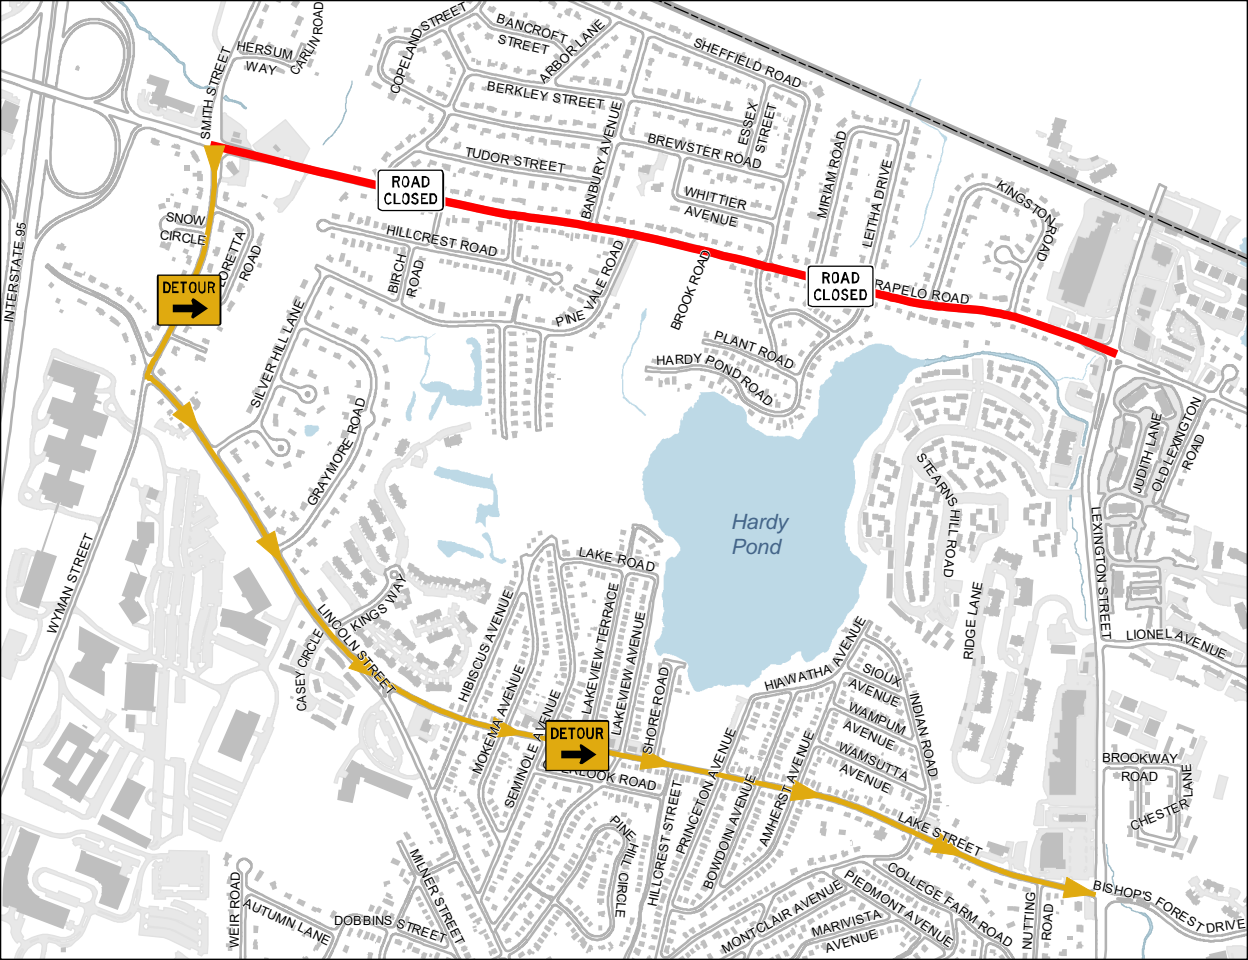 COPELAND STREET
BANCROFT
STREET
ARBOR LANE
SHEFFIELD ROAD
CARLIN ROAD
HERSUM
WAY
SMITH STREET
BERKLEY STREET
ESSEX
STREET
BANBURY AVENUE
BREWSTER ROAD
TUDOR STREET
MIRIAM ROAD
LEITHA DRIVE
KINGSTON
ROAD
WHITTIER
AVENUE
ROAD
CLOSED
SNOW
CIRCLE
LORETTA
ROAD
HILLCREST ROAD
BIRCH
ROAD
PINE VALE ROAD
BROOK ROAD
ROAD
CLOSED
RAPELO ROAD
INTERSTATE 95
DETOUR
SILVER HILL LANE
PLANT ROAD
HARDY POND ROAD
GRAYMORE ROAD
JUDITH LANE
OLD LEXINGTON
ROAD
STEARNS HILL ROAD
Hardy
Pond
LEXINGTON STREET
WYMAN STREET
LAKE ROAD
KINGS WAY
LINCOLN STREET
CASEY CIRCLE
HIBISCUS AVENUE
MOKEMA AVENUE
SEMINOLE AVENUE
LAKEVIEW TERRACE
LAKEVIEW AVENUE
SHORE ROAD
RIDGE LANE
LIONEL AVENUE
HIAWATHA AVENUE
SIOUX
AVENUE
WAMPUM
AVENUE
WAMSUTTA
AVENUE
INDIAN ROAD
DETOUR
ERLOOK ROAD
HILLCREST STREET
PRINCETON AVENUE
BOWDOIN AVENUE
AMHERST AVENUE
BROOKWAY
ROAD
CHESTER LANE
LAKE STREET
PINE HILL CIRCLE
MILNER STREET
WEIR ROAD
AUTUMN LANE
DOBBINS STREET
MONTCLAIR AVENUE
PIEDMONT AVENUE
COLLEGE FARM ROAD
MARIVISTA
AVENUE
NUTTING
ROAD
BISHOP'S FOREST DRIVE